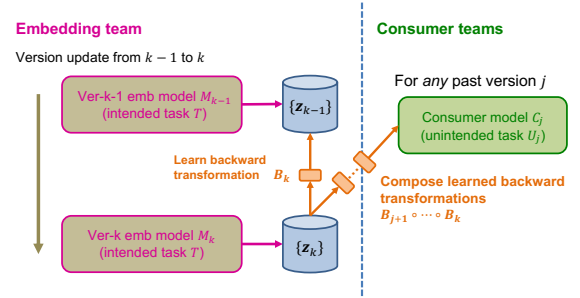 Embedding team
Consumer teams
Version update from k − 1 to k
Ver-k-1 emb model M_{k−1}
(intended task T)
{z_{k−1}}
For any past version j
Consumer model C_j
(unintended task U_j)
Learn backward
transformation B_k
Compose learned backward
transformations
B_{j+1} ∘ ⋯ ∘ B_k
Ver-k emb model M_k
(intended task T)
{z_k}